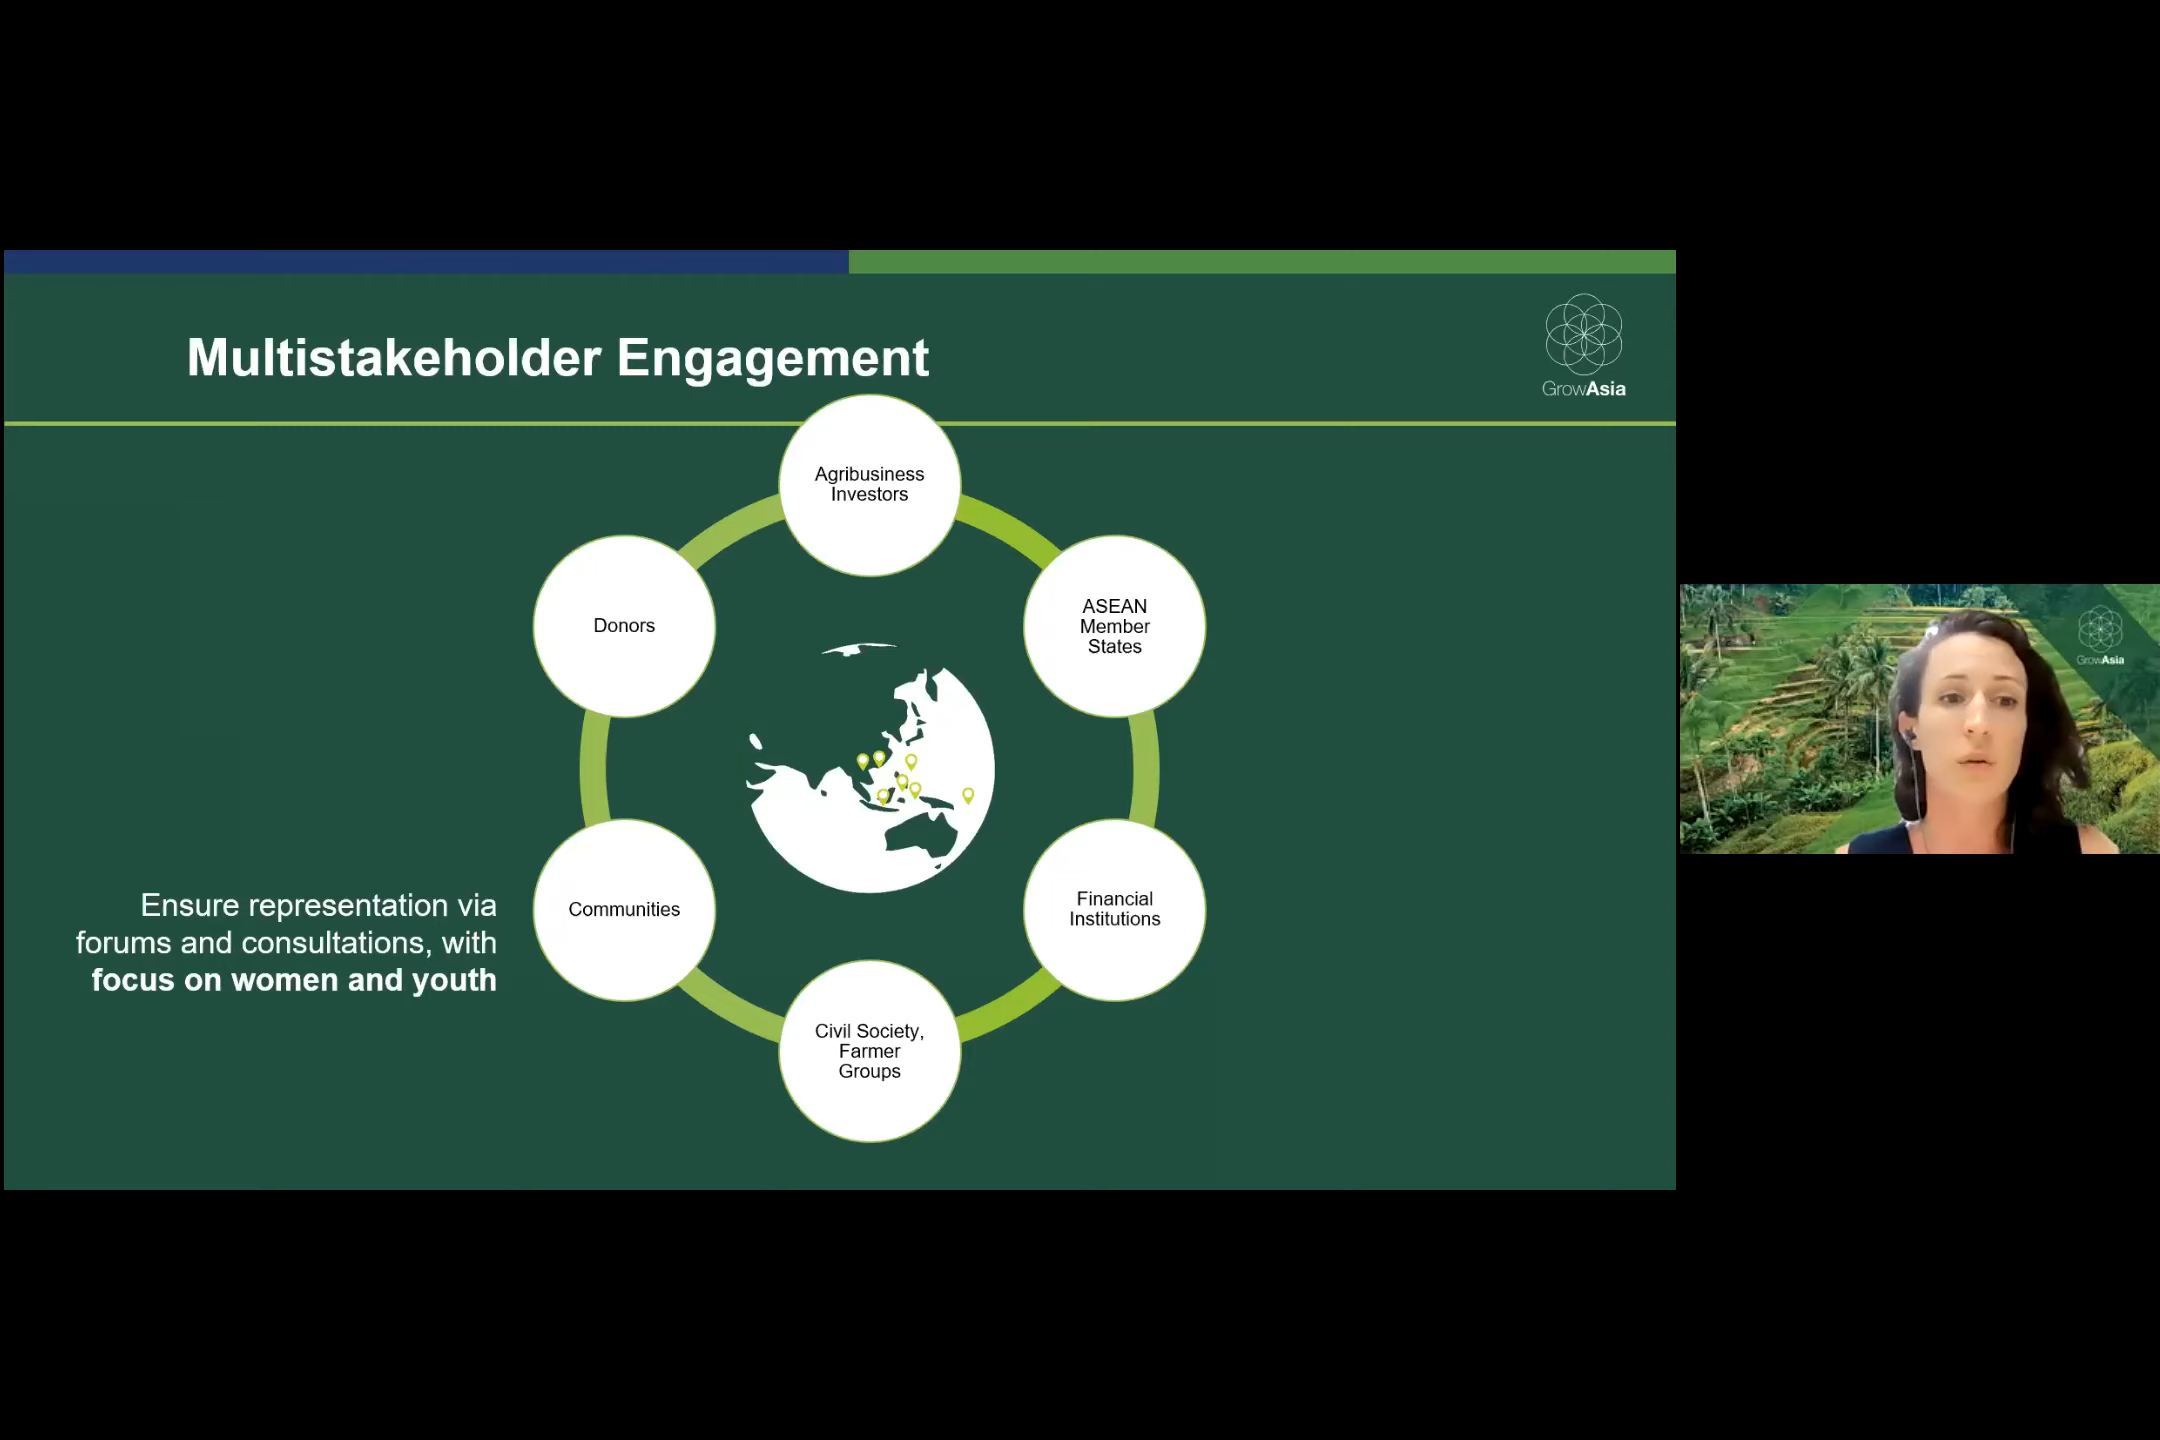 Multistakeholder Engagement
GrowAsia
Agribusiness
Investors
Donors
ASEAN
Member
States
GrowAsia
Communities
Financial
Institutions
Ensure representation via
forums and consultations, with
focus on women and youth
Civil Society,
Farmer
Groups